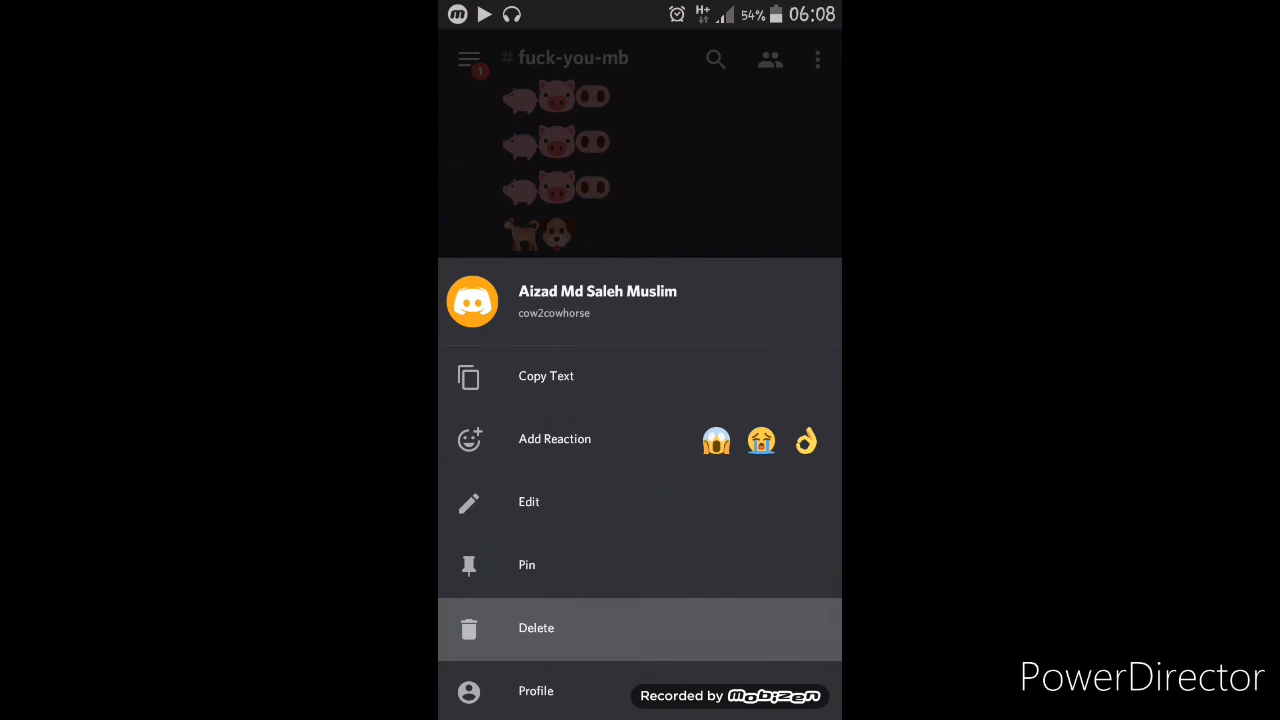 54% 06:08
# fuck-you-mb
1
Aizad Md Saleh Muslim
cow2cowhorse
Copy Text
Add Reaction
Edit
Pin
Delete
Profile
Recorded by mobizen
PowerDirector